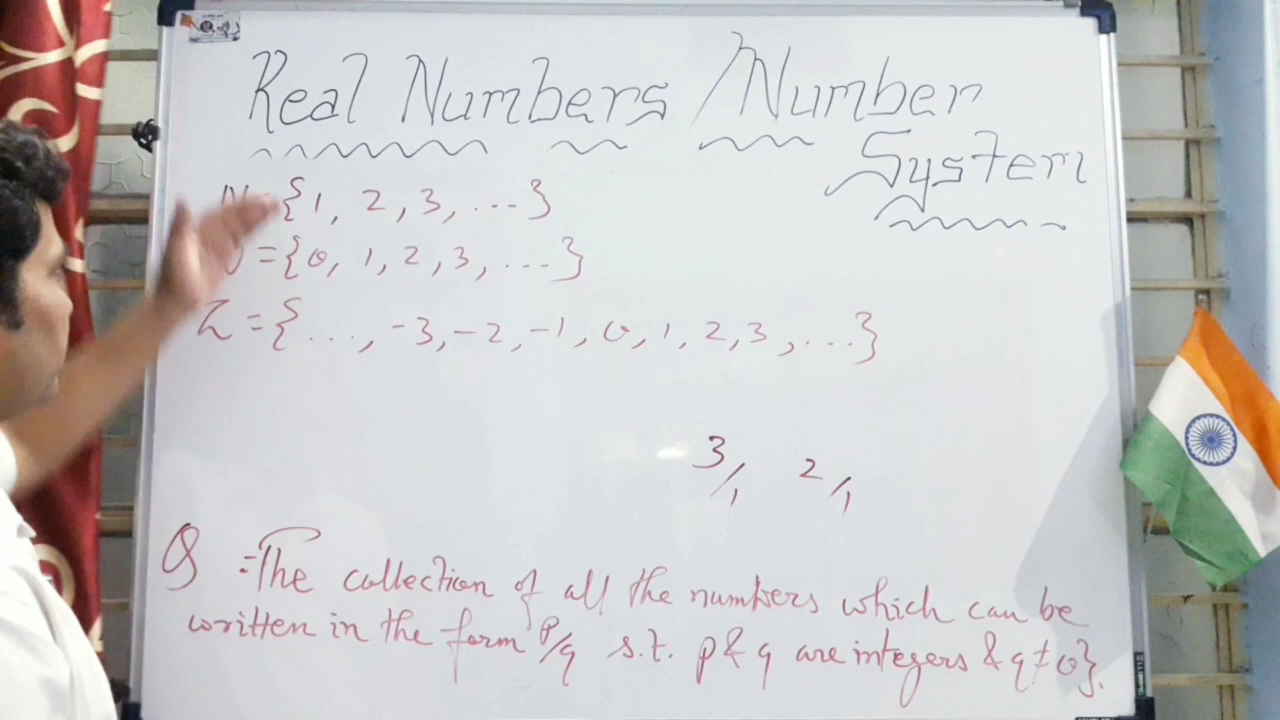 Real Numbers / Number
System
N = {1, 2, 3, ...}
= {0, 1, 2, 3, ...}
Z = {..., -3, -2, -1, 0, 1, 2, 3, ...}
3/1 2/1
Q = The collection of all the numbers which can be
written in the form p/q s.t. p & q are integers & q ≠ 0}.